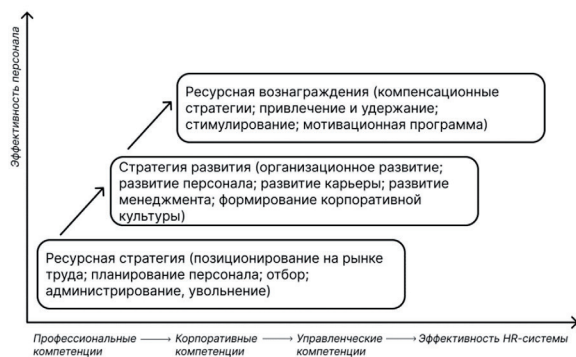 Эффективность персонала
Ресурсная вознаграждения (компенсационные
стратегии; привлечение и удержание;
стимулирование; мотивационная программа)
Стратегия развития (организационное развитие;
развитие персонала; развитие карьеры; развитие
менеджмента; формирование корпоративной
культуры)
Ресурсная стратегия (позиционирование на рынке
труда; планирование персонала; отбор;
администрирование, увольнение)
Профессиональные
компетенции
Корпоративные
компетенции
Управленческие
компетенции
Эффективность HR-системы